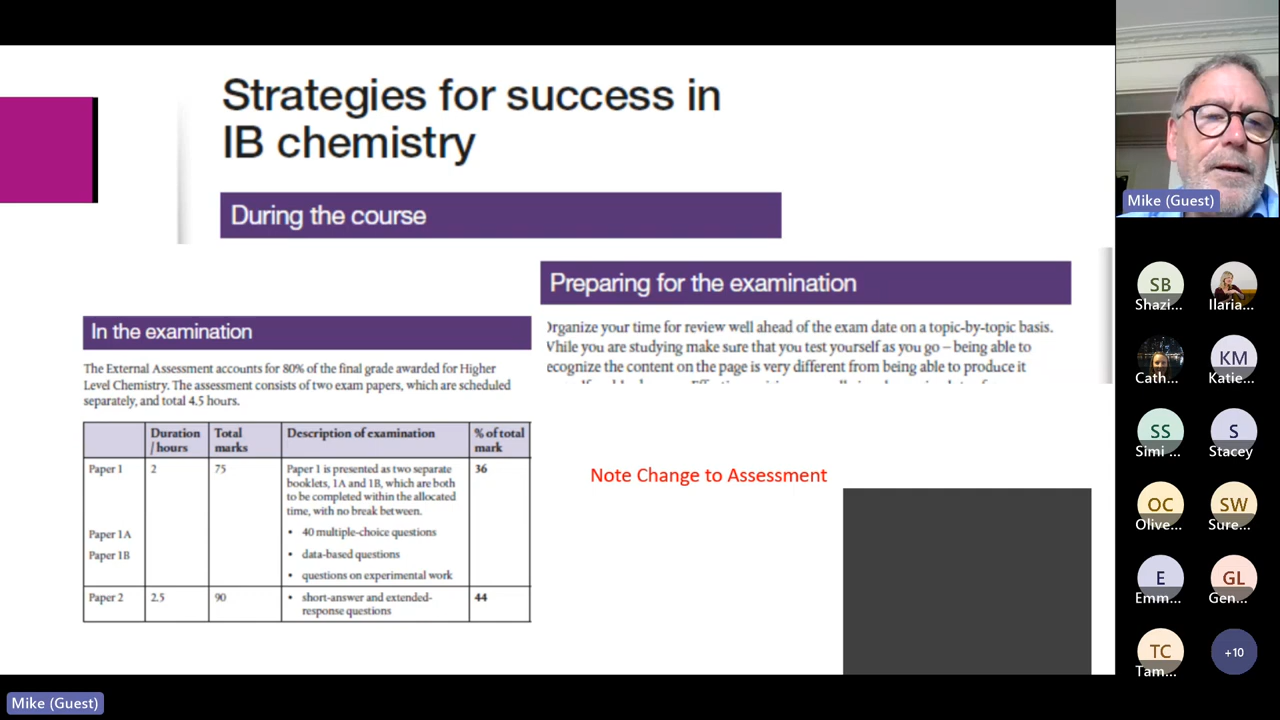 Strategies for success in
IB chemistry
During the course
Preparing for the examination
rganize your time for review well ahead of the exam date on a topic-by-topic basis.
While you are studying make sure that you test yourself as you go – being able to
ecognize the content on the page is very different from being able to produce it
In the examination
The External Assessment accounts for 80% of the final grade awarded for Higher
Level Chemistry. The assessment consists of two exam papers, which are scheduled
separately, and total 4.5 hours.
Duration
/ hours
Total
marks
Description of examination
% of total
mark
Paper 1
2
75
Paper 1 is presented as two separate
booklets, 1A and 1B, which are both
to be completed within the allocated
time, with no break between.
36
Paper 1A
• 40 multiple-choice questions
Paper 1B
• data-based questions
• questions on experimental work
Paper 2
2.5
90
• short-answer and extended-
response questions
44
Note Change to Assessment
Mike (Guest)
SB
Shazi...
Ilaria...
Cath...
KM
Katie...
SS
Simi ...
S
Stacey
OC
Olive...
SW
Sure...
E
Emm...
GL
Gen...
TC
Tam...
+10
Mike (Guest)